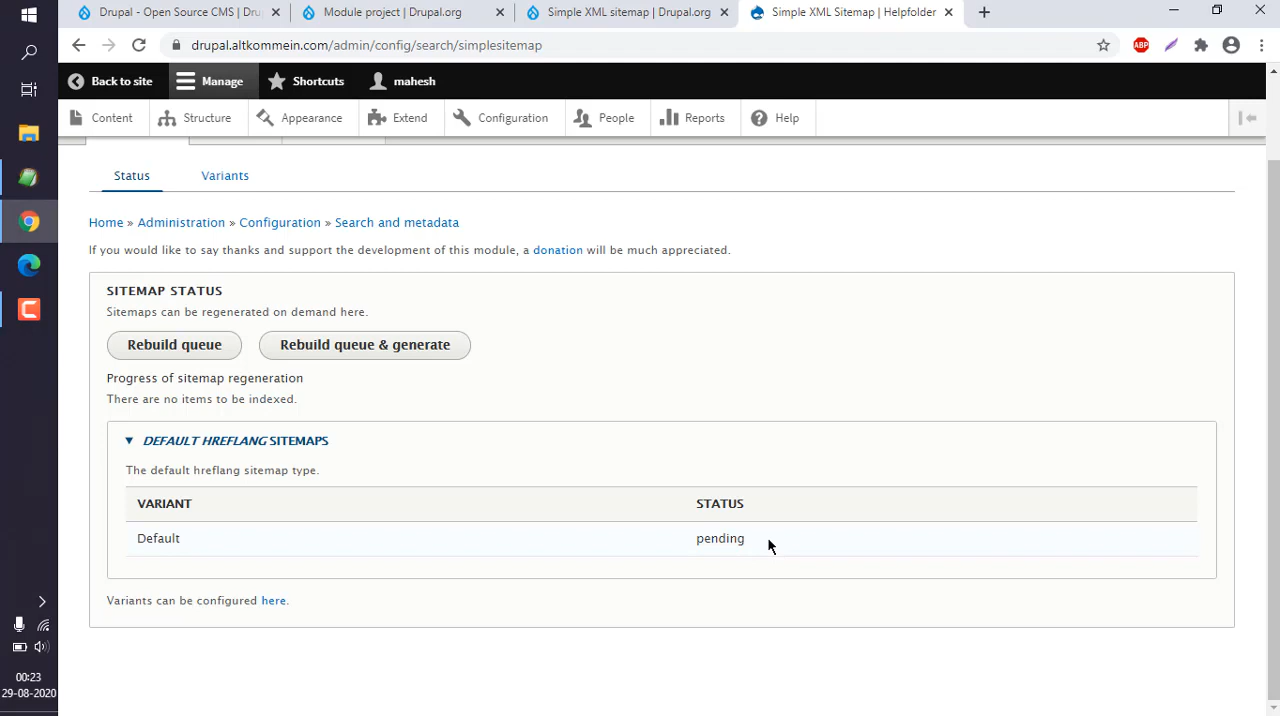 Drupal - Open Source CMS | Dru
Module project | Drupal.org
Simple XML sitemap | Drupal.org
Simple XML Sitemap | Helpfolder
drupal.altkommein.com/admin/config/search/simplesitemap
ABP
Back to site
Manage
Shortcuts
mahesh
Content
Structure
Appearance
Extend
Configuration
People
Reports
Help
Status
Variants
Home » Administration » Configuration » Search and metadata
If you would like to say thanks and support the development of this module, a donation will be much appreciated.
SITEMAP STATUS
Sitemaps can be regenerated on demand here.
Rebuild queue
Rebuild queue & generate
Progress of sitemap regeneration
There are no items to be indexed.
DEFAULT HREFLANG SITEMAPS
The default hreflang sitemap type.
VARIANT STATUS
Default pending
Variants can be configured here.
00:23
29-08-2020